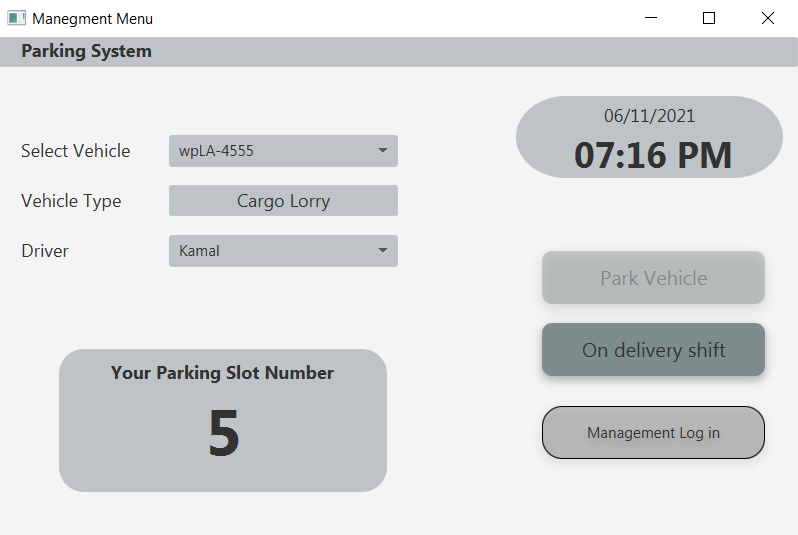 Manegment Menu
Parking System
06/11/2021
07:16 PM
Select Vehicle wpLA-4555
Vehicle Type Cargo Lorry
Driver Kamal
Park Vehicle
On delivery shift
Your Parking Slot Number
5
Management Log in